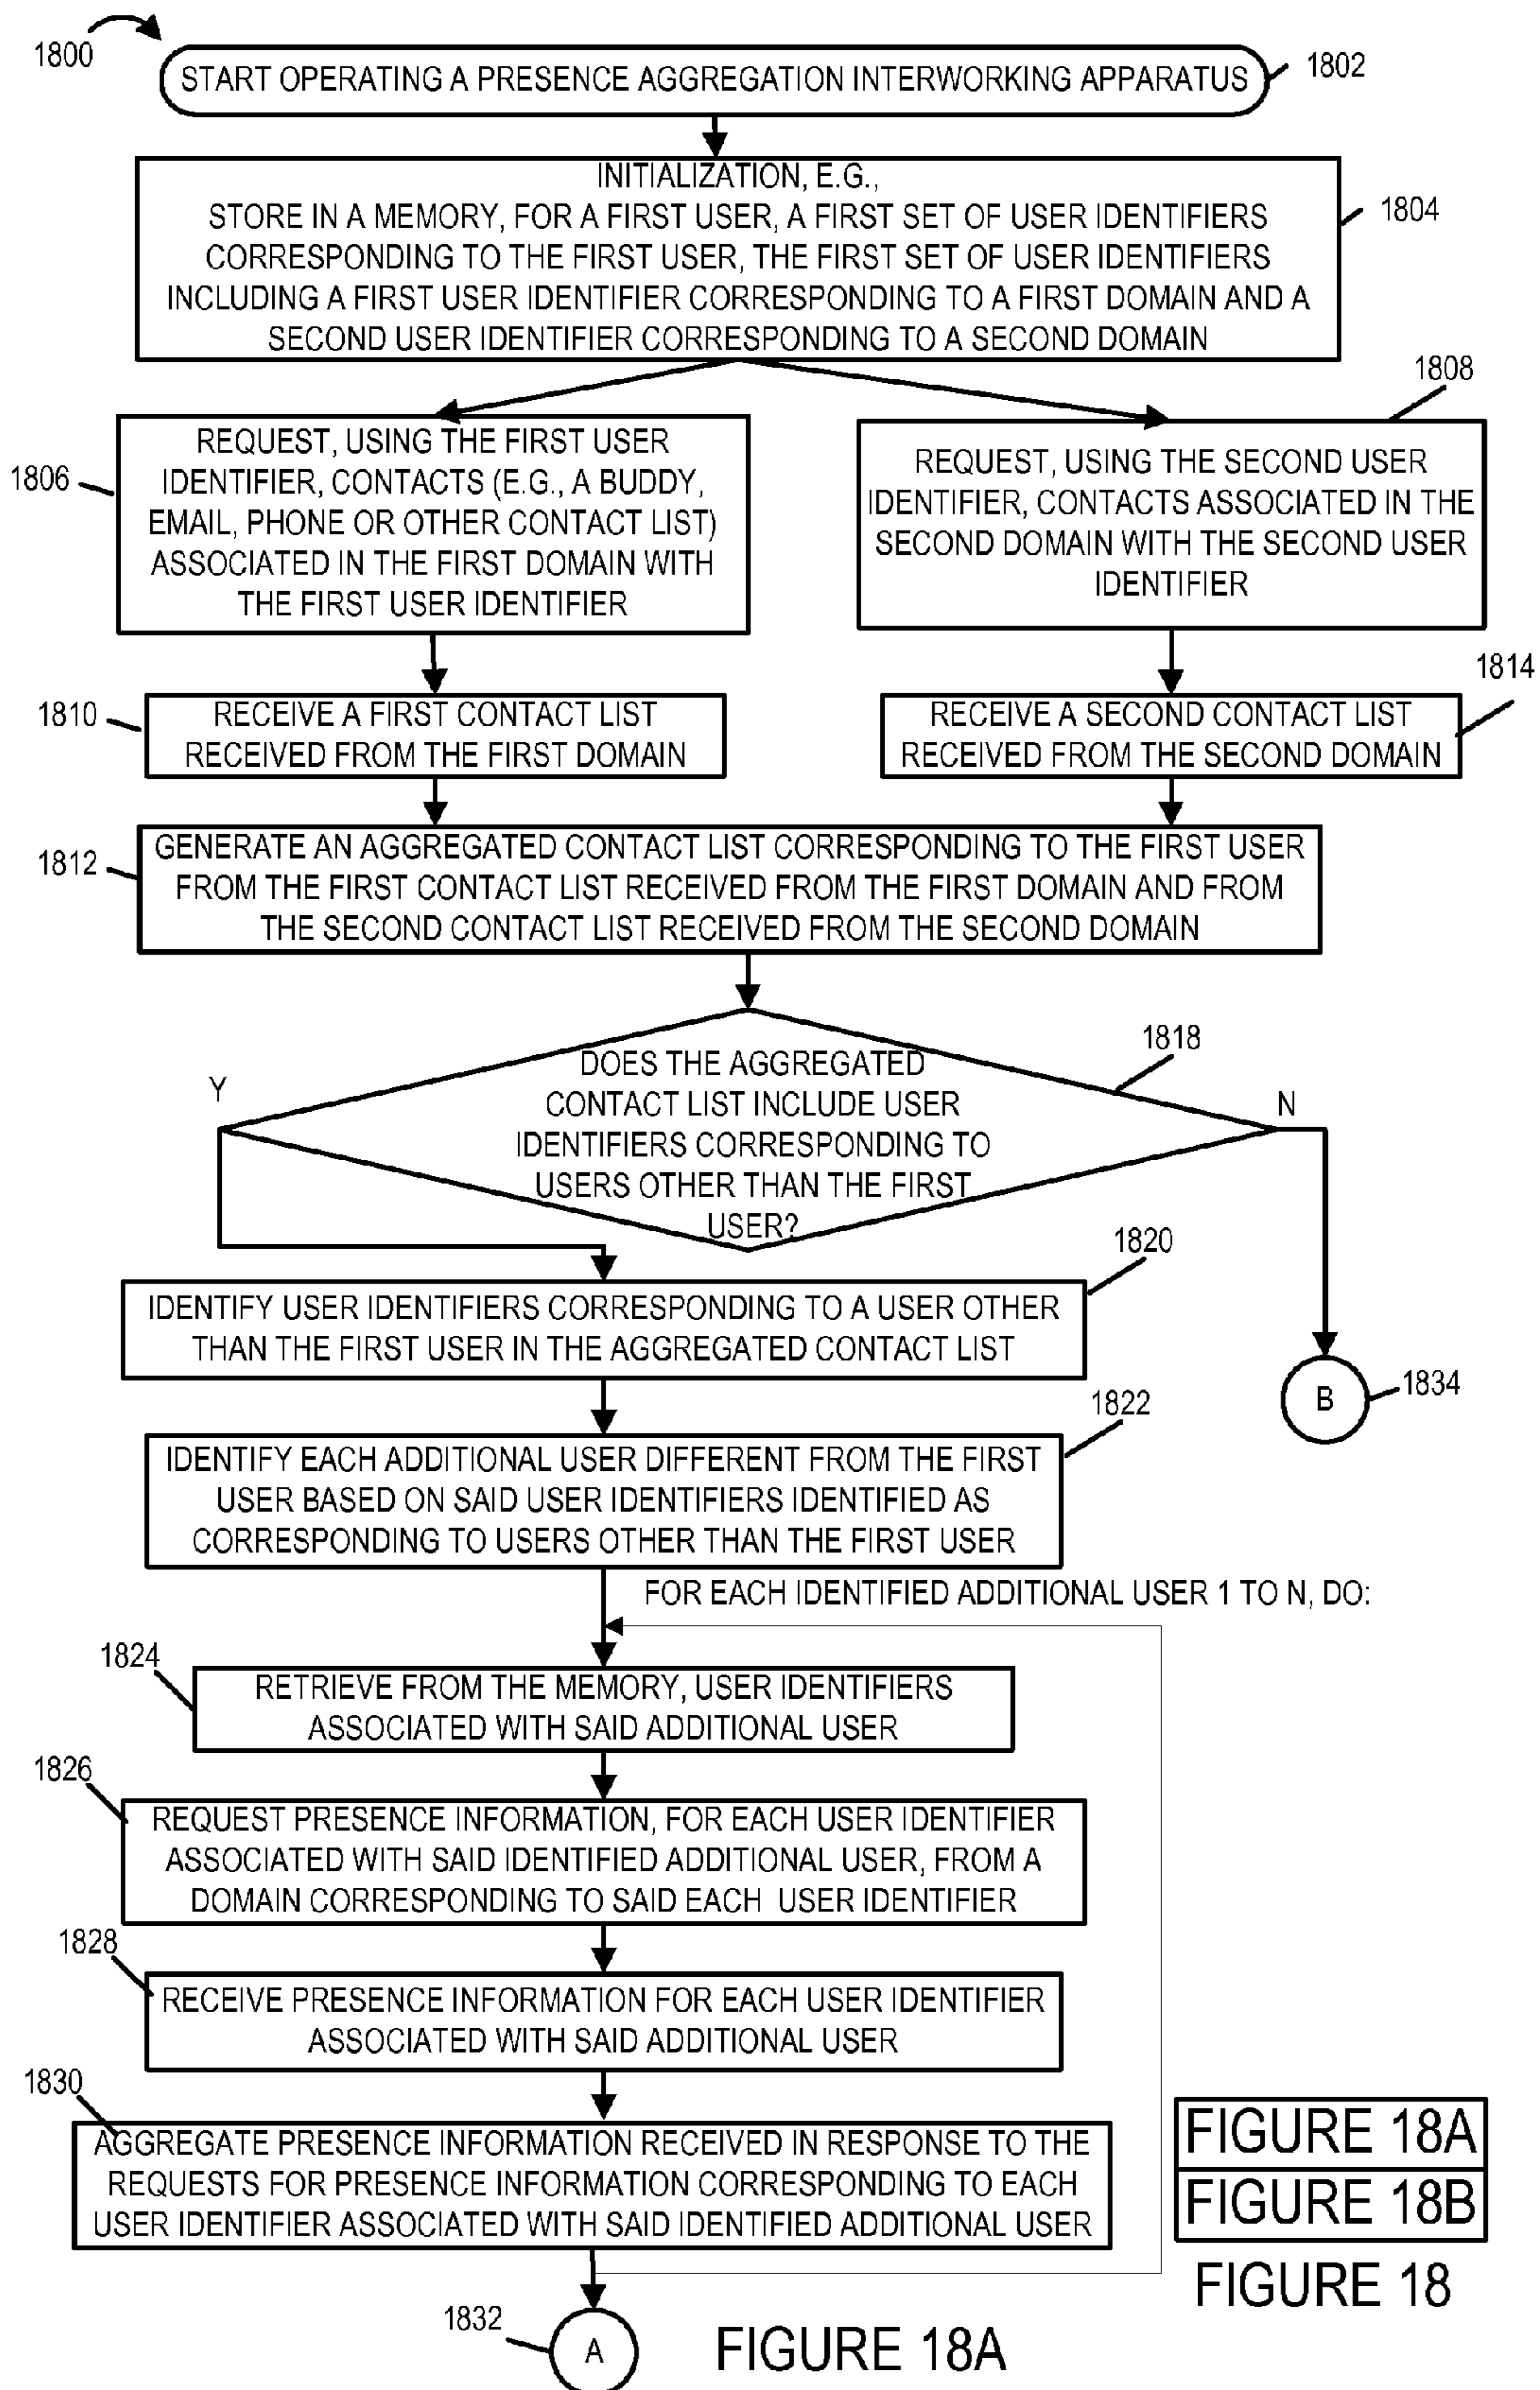 1800
START OPERATING A PRESENCE AGGREGATION INTERWORKING APPARATUS
1802
INITIALIZATION, E.G.,
STORE IN A MEMORY, FOR A FIRST USER, A FIRST SET OF USER IDENTIFIERS
CORRESPONDING TO THE FIRST USER, THE FIRST SET OF USER IDENTIFIERS
INCLUDING A FIRST USER IDENTIFIER CORRESPONDING TO A FIRST DOMAIN AND A
SECOND USER IDENTIFIER CORRESPONDING TO A SECOND DOMAIN
1804
1806
REQUEST, USING THE FIRST USER
IDENTIFIER, CONTACTS (E.G., A BUDDY,
EMAIL, PHONE OR OTHER CONTACT LIST)
ASSOCIATED IN THE FIRST DOMAIN WITH
THE FIRST USER IDENTIFIER
1808
REQUEST, USING THE SECOND USER
IDENTIFIER, CONTACTS ASSOCIATED IN THE
SECOND DOMAIN WITH THE SECOND USER
IDENTIFIER
1810
RECEIVE A FIRST CONTACT LIST
RECEIVED FROM THE FIRST DOMAIN
1814
RECEIVE A SECOND CONTACT LIST
RECEIVED FROM THE SECOND DOMAIN
1812
GENERATE AN AGGREGATED CONTACT LIST CORRESPONDING TO THE FIRST USER
FROM THE FIRST CONTACT LIST RECEIVED FROM THE FIRST DOMAIN AND FROM
THE SECOND CONTACT LIST RECEIVED FROM THE SECOND DOMAIN
1818
DOES THE AGGREGATED
CONTACT LIST INCLUDE USER
IDENTIFIERS CORRESPONDING TO
USERS OTHER THAN THE FIRST
USER?
Y
N
1820
IDENTIFY USER IDENTIFIERS CORRESPONDING TO A USER OTHER
THAN THE FIRST USER IN THE AGGREGATED CONTACT LIST
B
1834
1822
IDENTIFY EACH ADDITIONAL USER DIFFERENT FROM THE FIRST
USER BASED ON SAID USER IDENTIFIERS IDENTIFIED AS
CORRESPONDING TO USERS OTHER THAN THE FIRST USER
FOR EACH IDENTIFIED ADDITIONAL USER 1 TO N, DO:
1824
RETRIEVE FROM THE MEMORY, USER IDENTIFIERS
ASSOCIATED WITH SAID ADDITIONAL USER
1826
REQUEST PRESENCE INFORMATION, FOR EACH USER IDENTIFIER
ASSOCIATED WITH SAID IDENTIFIED ADDITIONAL USER, FROM A
DOMAIN CORRESPONDING TO SAID EACH USER IDENTIFIER
1828
RECEIVE PRESENCE INFORMATION FOR EACH USER IDENTIFIER
ASSOCIATED WITH SAID ADDITIONAL USER
1830
AGGREGATE PRESENCE INFORMATION RECEIVED IN RESPONSE TO THE
REQUESTS FOR PRESENCE INFORMATION CORRESPONDING TO EACH
USER IDENTIFIER ASSOCIATED WITH SAID IDENTIFIED ADDITIONAL USER
FIGURE 18A
FIGURE 18B
FIGURE 18
1832
A
FIGURE 18A